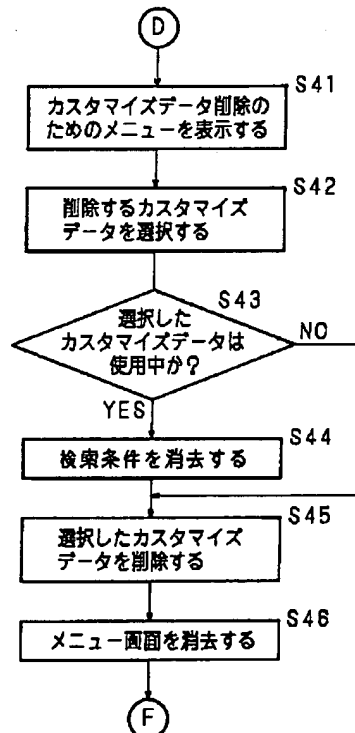 D
S41
カスタマイズデータ削除の
ためのメニューを表示する
S42
削除するカスタマイズ
データを選択する
S43
選択した
カスタマイズデータは
使用中か?
NO
YES
S44
検索条件を消去する
S45
選択したカスタマイズ
データを削除する
S46
メニュー画面を消去する
F